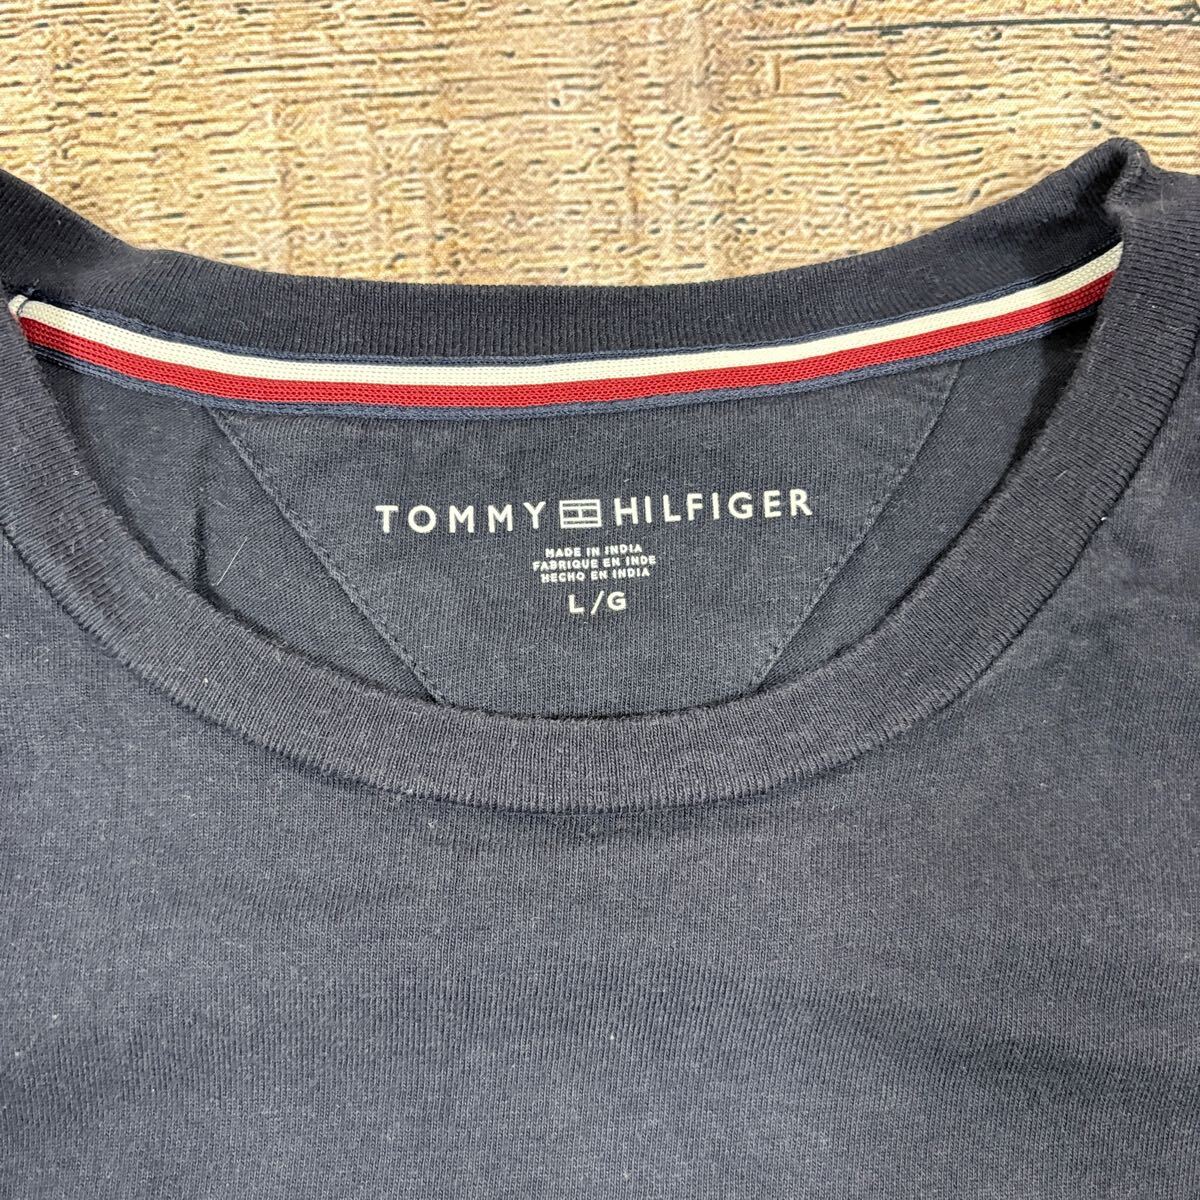 TOMMY HILFIGER
MADE IN INDIA
FABRIQUE EN INDE
HECHO EN INDIA
L/G